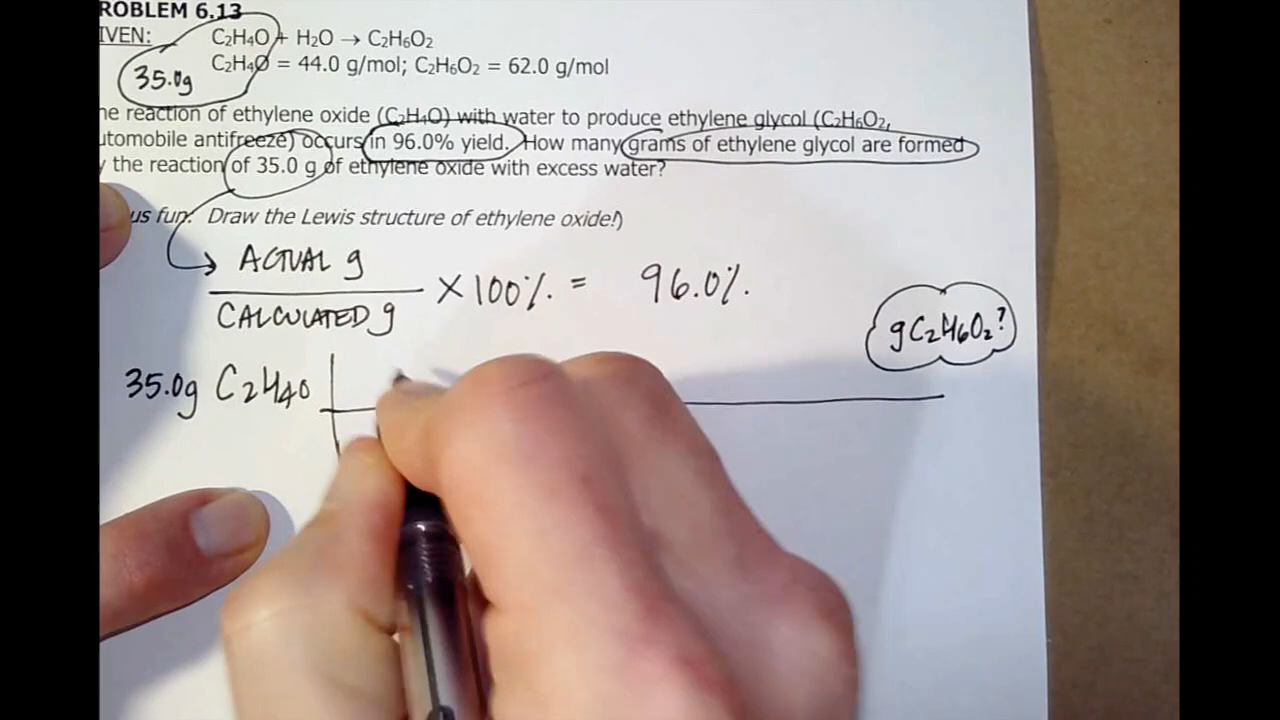 ROBLEM 6.13
IVEN: C₂H₄O + H₂O → C₂H₆O₂
35.0g C₂H₄O = 44.0 g/mol; C₂H₆O₂ = 62.0 g/mol
he reaction of ethylene oxide (C₂H₄O) with water to produce ethylene glycol (C₂H₆O₂,
utomobile antifreeze) occurs in 96.0% yield. How many grams of ethylene glycol are formed
y the reaction of 35.0 g of ethylene oxide with excess water?
us fun: Draw the Lewis structure of ethylene oxide!)
ACTUAL g
CALCULATED g
× 100% = 96.0%
g C₂H₆O₂?
35.0g C₂H₄O